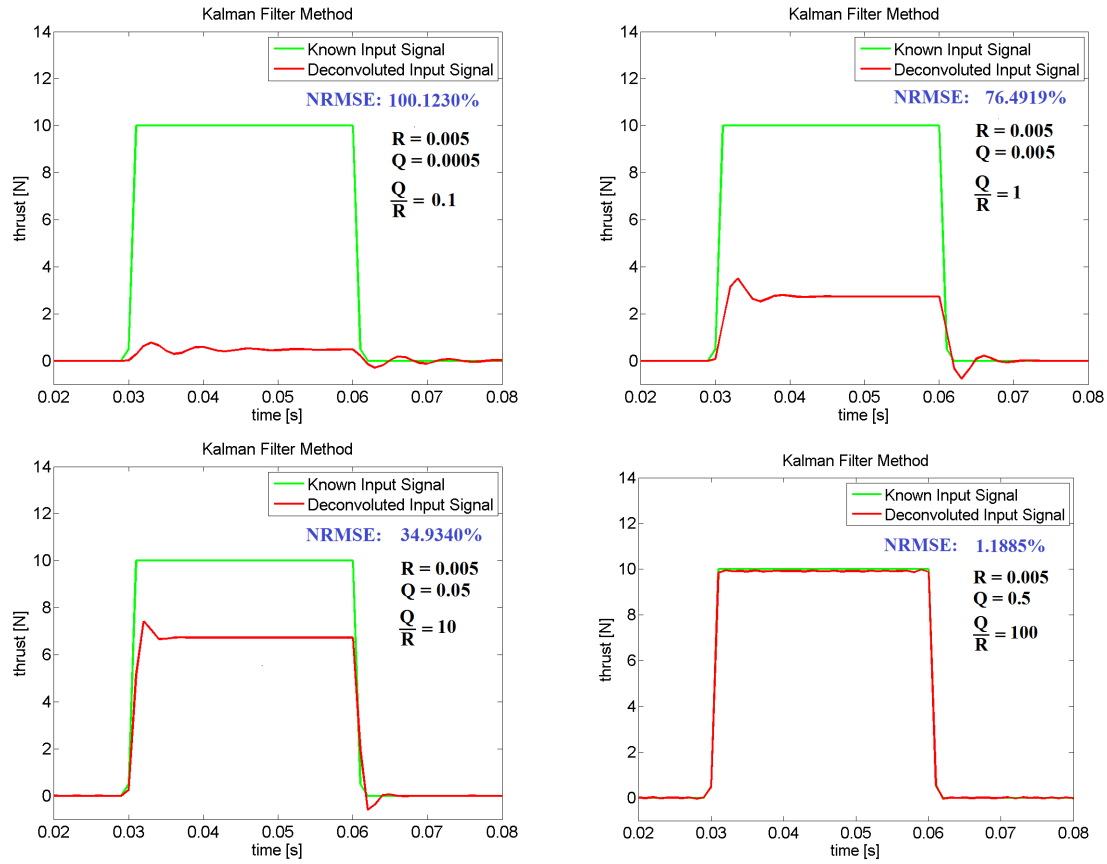 Kalman Filter Method
14
12
10
8
6
4
2
0
thrust [N]
Known Input Signal
Deconvoluted Input Signal
NRMSE: 100.1230%
R = 0.005
Q = 0.0005
Q
R = 0.1
0.02 0.03 0.04 0.05 0.06 0.07 0.08
time [s]
Kalman Filter Method
14
12
10
8
6
4
2
0
thrust [N]
Known Input Signal
Deconvoluted Input Signal
NRMSE: 76.4919%
R = 0.005
Q = 0.005
Q
R = 1
0.02 0.03 0.04 0.05 0.06 0.07 0.08
time [s]
Kalman Filter Method
14
12
10
8
6
4
2
0
thrust [N]
Known Input Signal
Deconvoluted Input Signal
NRMSE: 34.9340%
R = 0.005
Q = 0.05
Q
R = 10
0.02 0.03 0.04 0.05 0.06 0.07 0.08
time [s]
Kalman Filter Method
14
12
10
8
6
4
2
0
thrust [N]
Known Input Signal
Deconvoluted Input Signal
NRMSE: 1.1885%
R = 0.005
Q = 0.5
Q
R = 100
0.02 0.03 0.04 0.05 0.06 0.07 0.08
time [s]